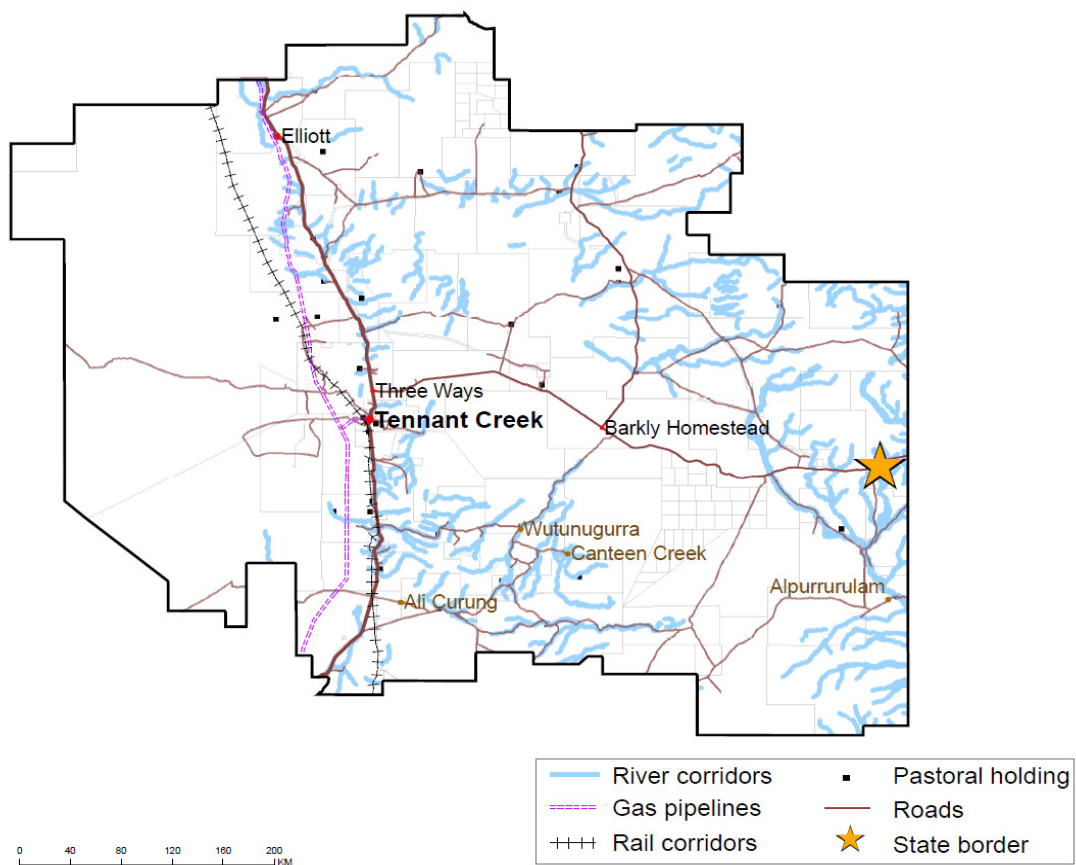 Elliott
Three Ways
Tennant Creek
Barkly Homestead
Wutunugurra
Canteen Creek
Alpurrurulam
Ali Curung
River corridors
Pastoral holding
Gas pipelines
Roads
Rail corridors
State border
0 40 80 120 160 200
KM